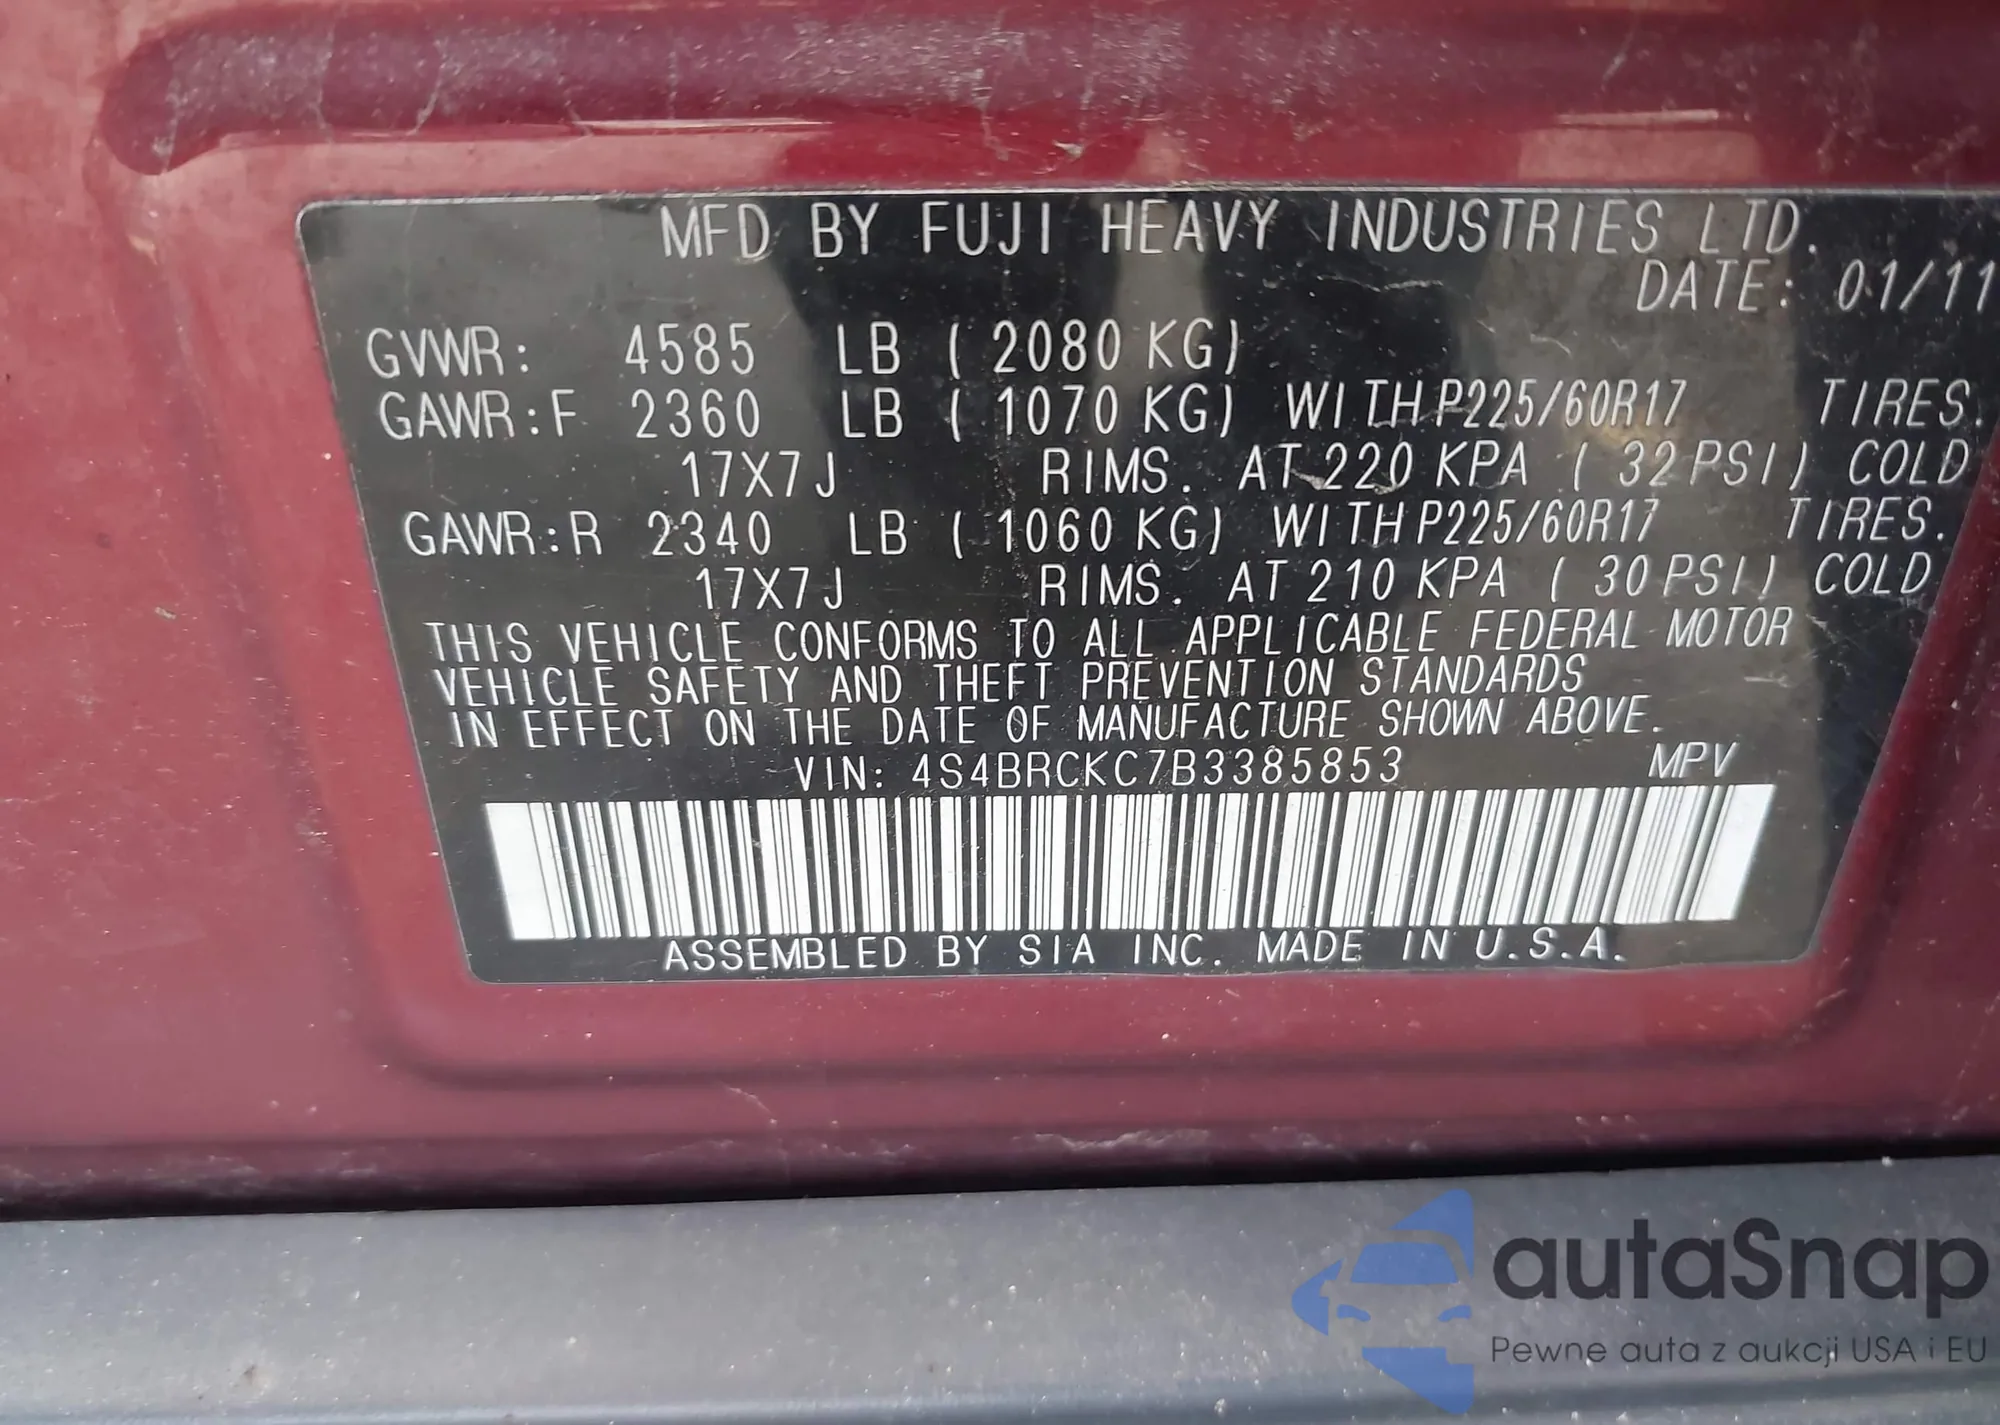 MFD BY FUJI HEAVY INDUSTRIES LTD.
DATE: 01/11
GVWR: 4585 LB ( 2080 KG)
GAWR:F 2360 LB ( 1070 KG) WITH P225/60R17 TIRES.
17X7J RIMS. AT 220 KPA ( 32 PSI) COLD
GAWR:R 2340 LB ( 1060 KG) WITH P225/60R17 TIRES.
17X7J RIMS. AT 210 KPA ( 30 PSI) COLD
THIS VEHICLE CONFORMS TO ALL APPLICABLE FEDERAL MOTOR
VEHICLE SAFETY AND THEFT PREVENTION STANDARDS
IN EFFECT ON THE DATE OF MANUFACTURE SHOWN ABOVE.
VIN: 4S4BRCKC7B3385853 MPV
ASSEMBLED BY SIA INC. MADE IN U.S.A.
autaSnap
Pewne auta z aukcji USA i EU